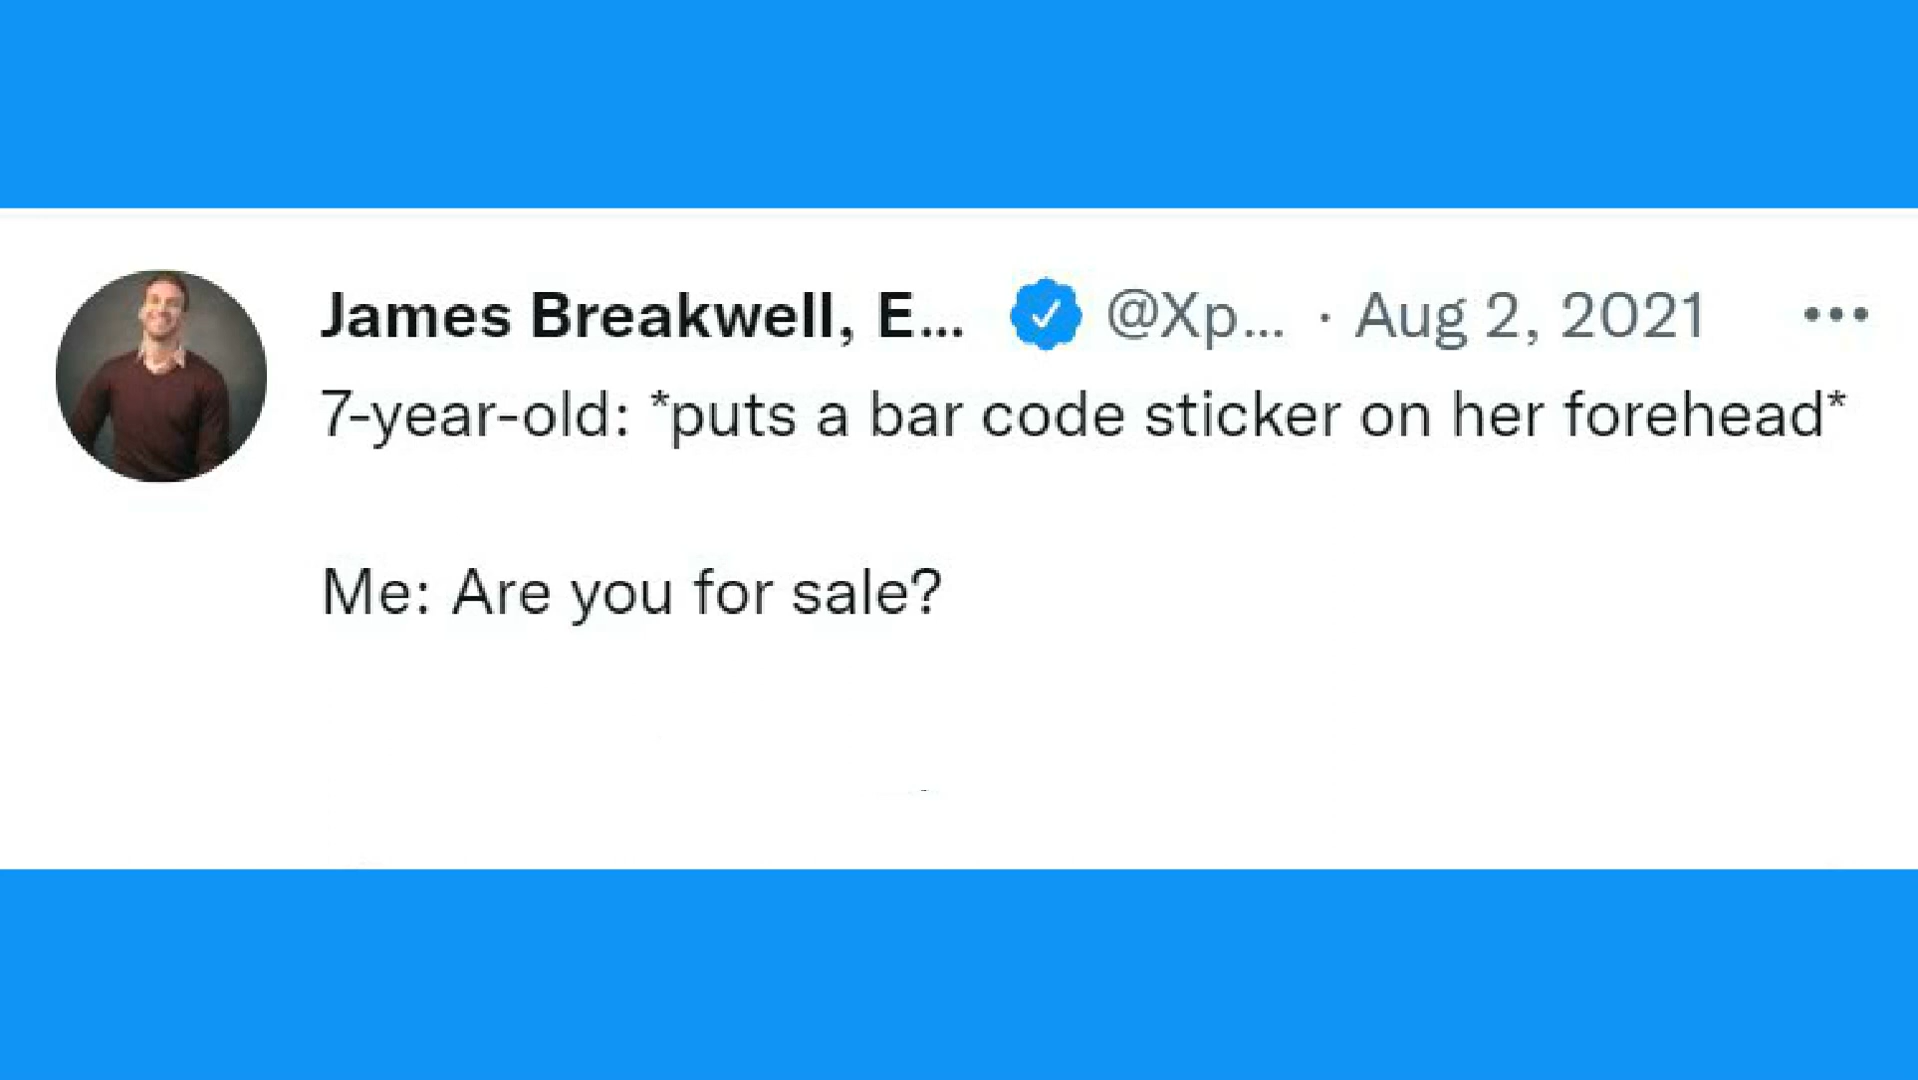 James Breakwell, E... @Xp... · Aug 2, 2021
7-year-old: *puts a bar code sticker on her forehead*
Me: Are you for sale?